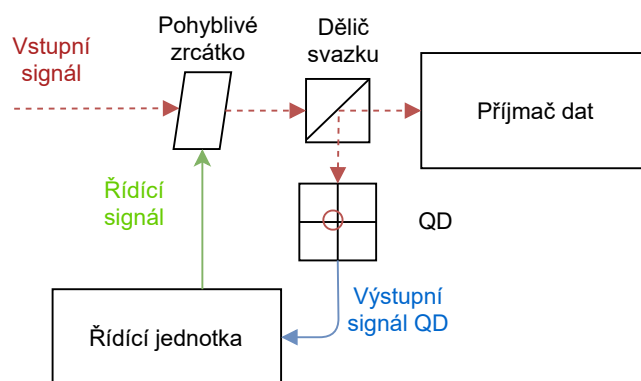 Vstupní
signál
Pohyblivé
zrcátko
Dělič
svazku
Příjmač dat
Řídící
signál
QD
Výstupní
signál QD
Řídící jednotka